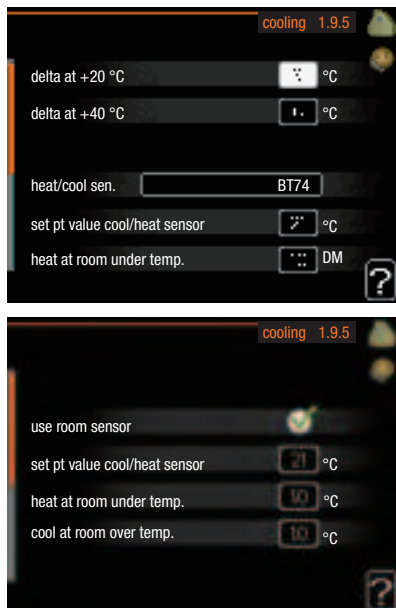 cooling 1.9.5
delta at +20 °C °C
delta at +40 °C °C
heat/cool sen. BT74
set pt value cool/heat sensor °C
heat at room under temp. DM
?
cooling 1.9.5
use room sensor
set pt value cool/heat sensor 21 °C
heat at room under temp. 1.0 °C
cool at room over temp. 1.0 °C
?